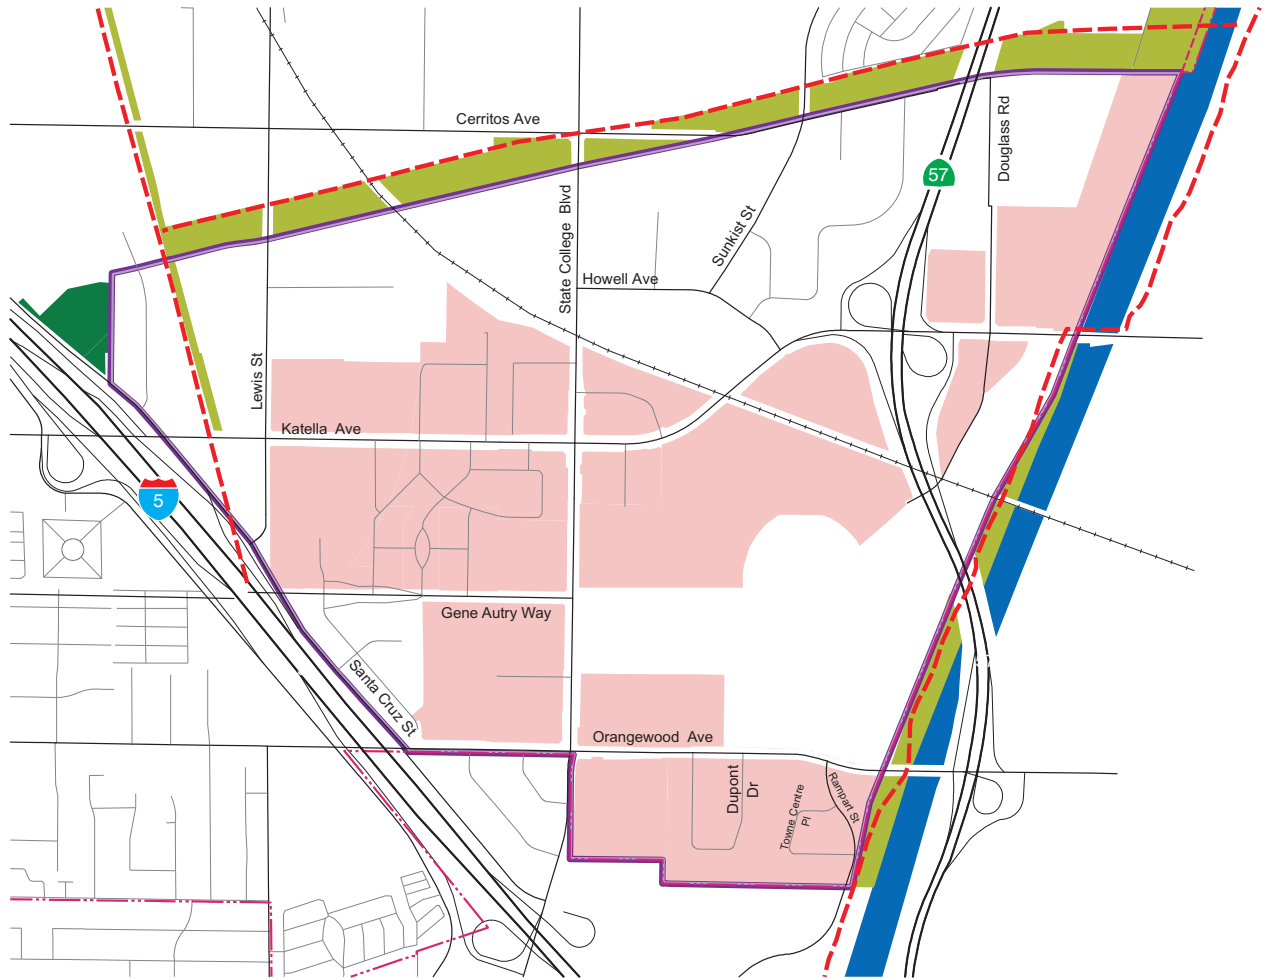 Cerritos Ave
Douglass Rd
57
State College Blvd
Sunkist St
Howell Ave
Lewis St
Katella Ave
5
Gene Autry Way
Santa Cruz St
Orangewood Ave
Dupont
Dr
Towne Centre
Pl
Rampart St